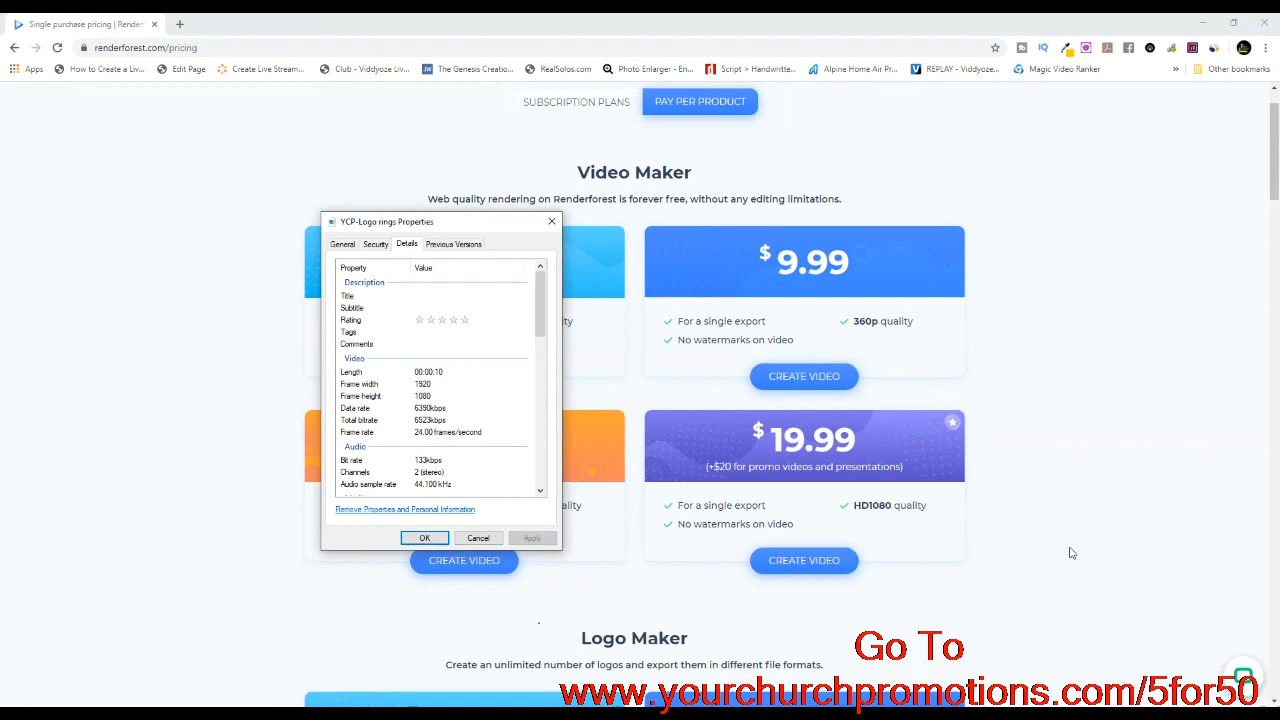 Single purchase pricing | Renderf
renderforest.com/pricing
Apps
How to Create a Liv...
Edit Page
Create Live Stream...
Club - Viddyoze Liv...
The Genesis Creatio...
RealSolos.com
Photo Enlarger - En...
Script > Handwritte...
Alpine Home Air Pr...
REPLAY - Viddyoze...
Magic Video Ranker
»
Other bookmarks
SUBSCRIPTION PLANS
PAY PER PRODUCT
Video Maker
Web quality rendering on Renderforest is forever free, without any editing limitations.
YCP-Logo rings Properties
General Security Details Previous Versions
Property Value
Description
Title
Subtitle
Rating
Tags
Comments
Video
Length 00:00:10
Frame width 1920
Frame height 1080
Data rate 6390kbps
Total bitrate 6523kbps
Frame rate 24.00 frames/second
Audio
Bit rate 133kbps
Channels 2 (stereo)
Audio sample rate 44.100 kHz
Remove Properties and Personal Information
OK Cancel Apply
CREATE VIDEO
$ 9.99
For a single export 360p quality
No watermarks on video
CREATE VIDEO
$ 19.99
(+$20 for promo videos and presentations)
For a single export HD1080 quality
No watermarks on video
CREATE VIDEO
Logo Maker
Create an unlimited number of logos and export them in different file formats.
Go To
www.yourchurchpromotions.com/5for50